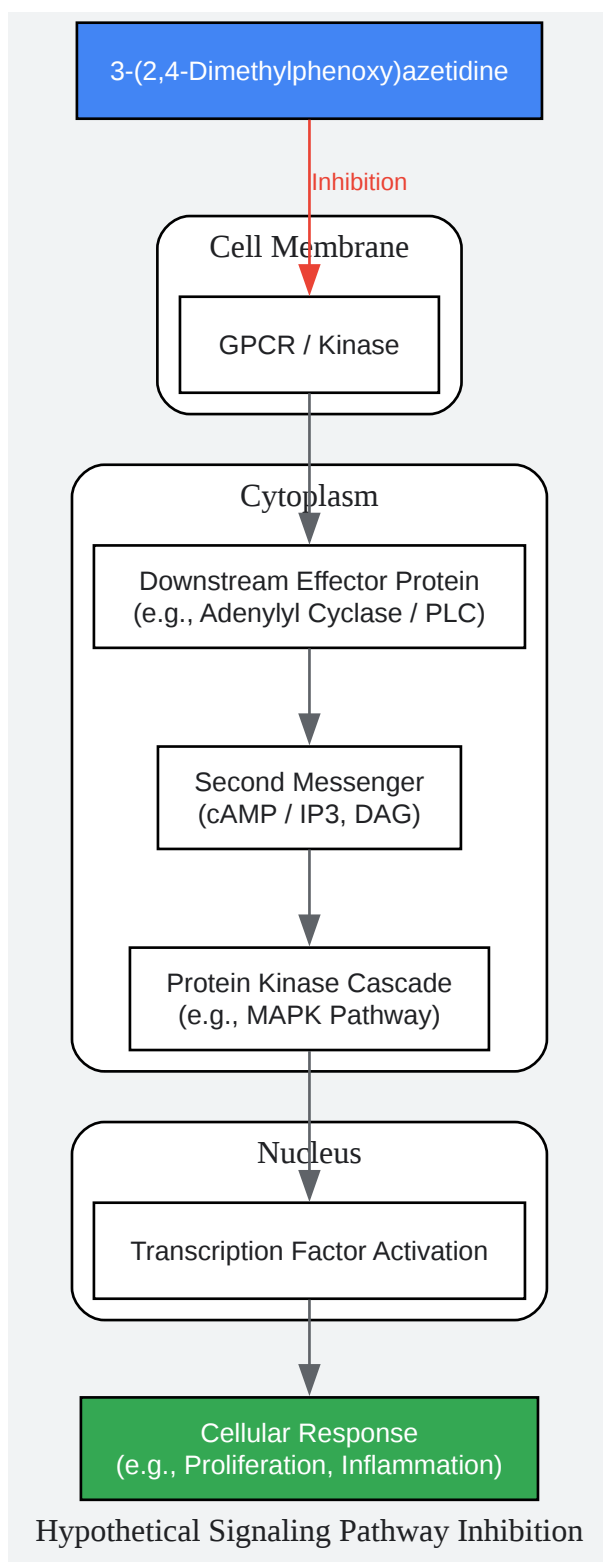 3-(2,4-Dimethylphenoxy)azetidine
Inhibition
Cell Membrane
GPCR / Kinase
Cytoplasm
Downstream Effector Protein
(e.g., Adenylyl Cyclase / PLC)
Second Messenger
(cAMP / IP3, DAG)
Protein Kinase Cascade
(e.g., MAPK Pathway)
Nucleus
Transcription Factor Activation
Cellular Response
(e.g., Proliferation, Inflammation)
Hypothetical Signaling Pathway Inhibition